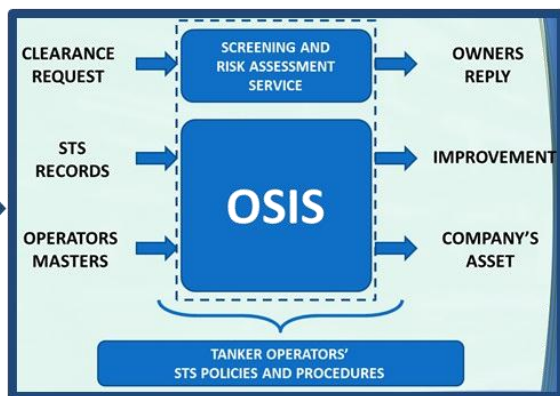 CLEARANCE
REQUEST
SCREENING AND
RISK ASSESSMENT
SERVICE
OWNERS
REPLY
STS
RECORDS
OSIS
IMPROVEMENT
OPERATORS
MASTERS
COMPANY'S
ASSET
TANKER OPERATORS'
STS POLICIES AND PROCEDURES